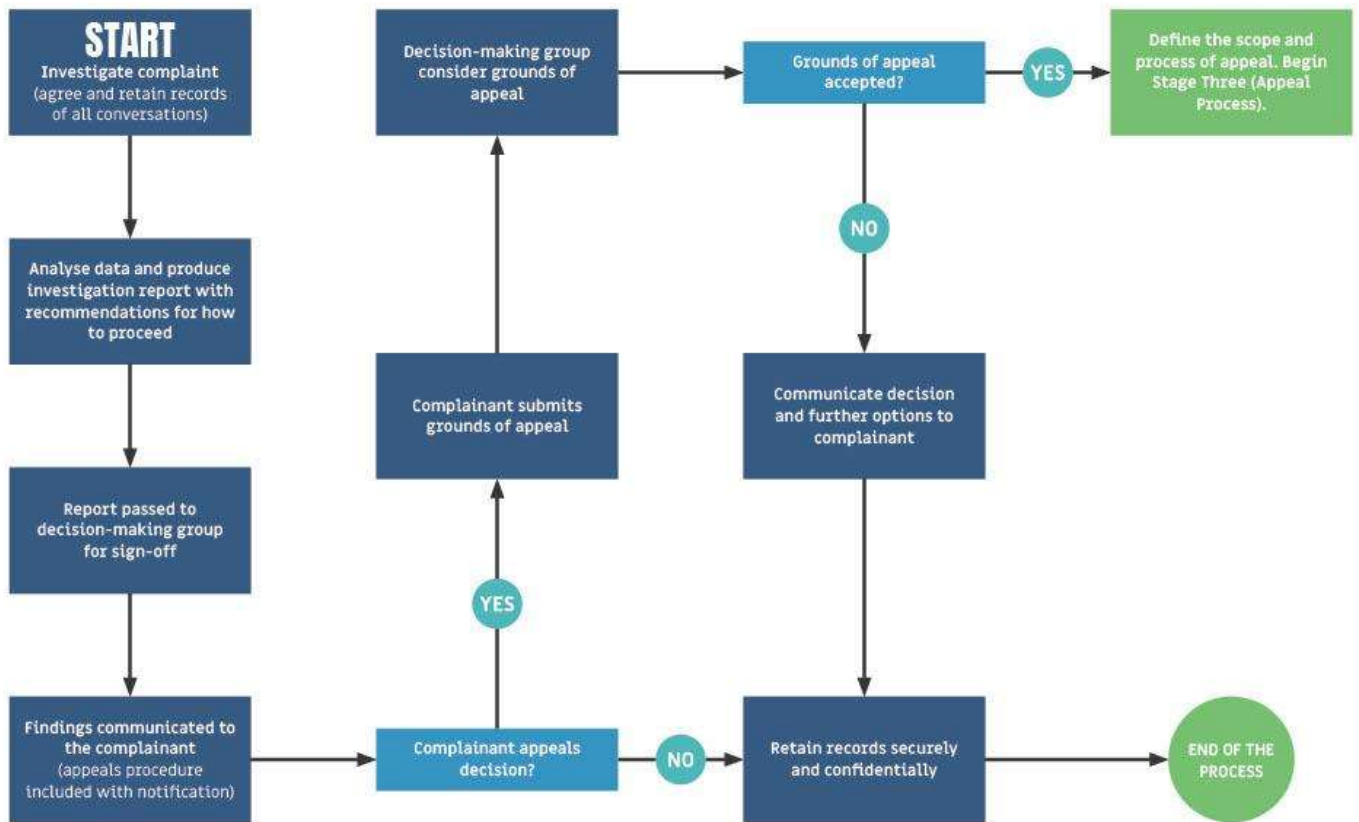 START
Investigate complaint
(agree and retain records
of all conversations)
Analyse data and produce
investigation report with
recommendations for how
to proceed
Report passed to
decision-making group
for sign-off
Findings communicated to
the complainant
(appeals procedure
included with notification)
Complainant appeals
decision?
YES
NO
Complainant submits
grounds of appeal
Decision-making group
consider grounds of
appeal
Grounds of appeal
accepted?
YES
NO
Define the scope and
process of appeal. Begin
Stage Three (Appeal
Process).
Communicate decision
and further options to
complainant
Retain records securely
and confidentially
END OF THE
PROCESS